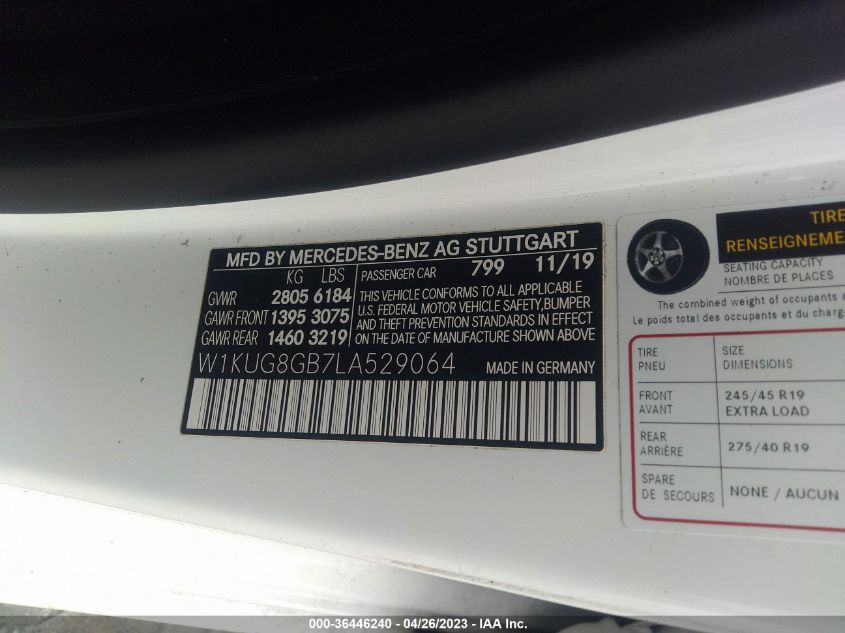 MFD BY MERCEDES-BENZ AG STUTTGART
KG LBS PASSENGER CAR 799 11/19
GVWR 2805 6184
GAWR FRONT 1395 3075
GAWR REAR 1460 3219
THIS VEHICLE CONFORMS TO ALL APPLICABLE
U.S. FEDERAL MOTOR VEHICLE SAFETY, BUMPER
AND THEFT PREVENTION STANDARDS IN EFFECT
ON THE DATE OF MANUFACTURE SHOWN ABOVE
W1KUG8GB7LA529064 MADE IN GERMANY
TIRE
RENSEIGNEME
SEATING CAPACITY
NOMBRE DE PLACES
The combined weight of occupants
Le poids total des occupants et du charg
TIRE SIZE
PNEU DIMENSIONS
FRONT 245/45 R19
AVANT EXTRA LOAD
REAR 275/40 R19
ARRIÈRE
SPARE NONE / AUCUN
DE SECOURS
000-36446240 - 04/26/2023 - IAA Inc.